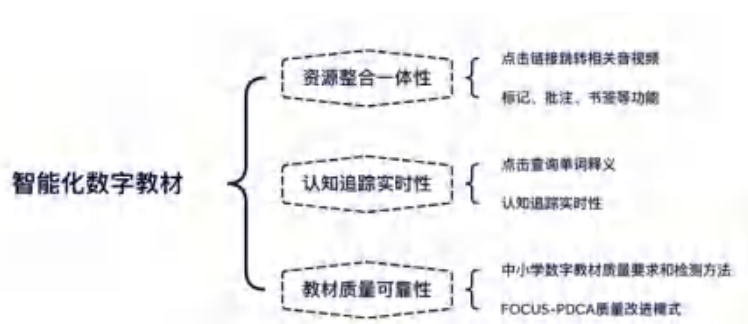 智能化数字教材
资源整合一体性
点击链接跳转相关音视频
标记、批注、书签等功能
认知追踪实时性
点击查询单词释义
认知追踪实时性
教材质量可靠性
中小学数字教材质量要求和检测方法
FOCUS-PDCA质量改进模式